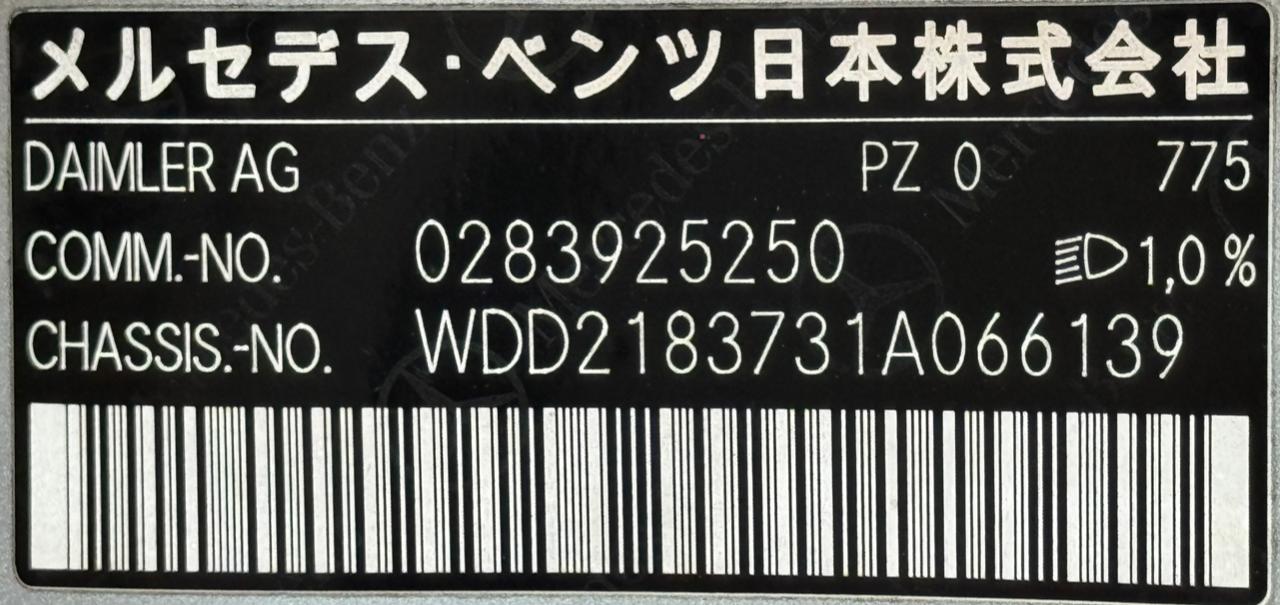 メルセデス・ベンツ日本株式会社
DAIMLER AG PZ 0 775
COMM.-NO. 0283925250 1,0 %
CHASSIS.-NO. WDD2183731A066139